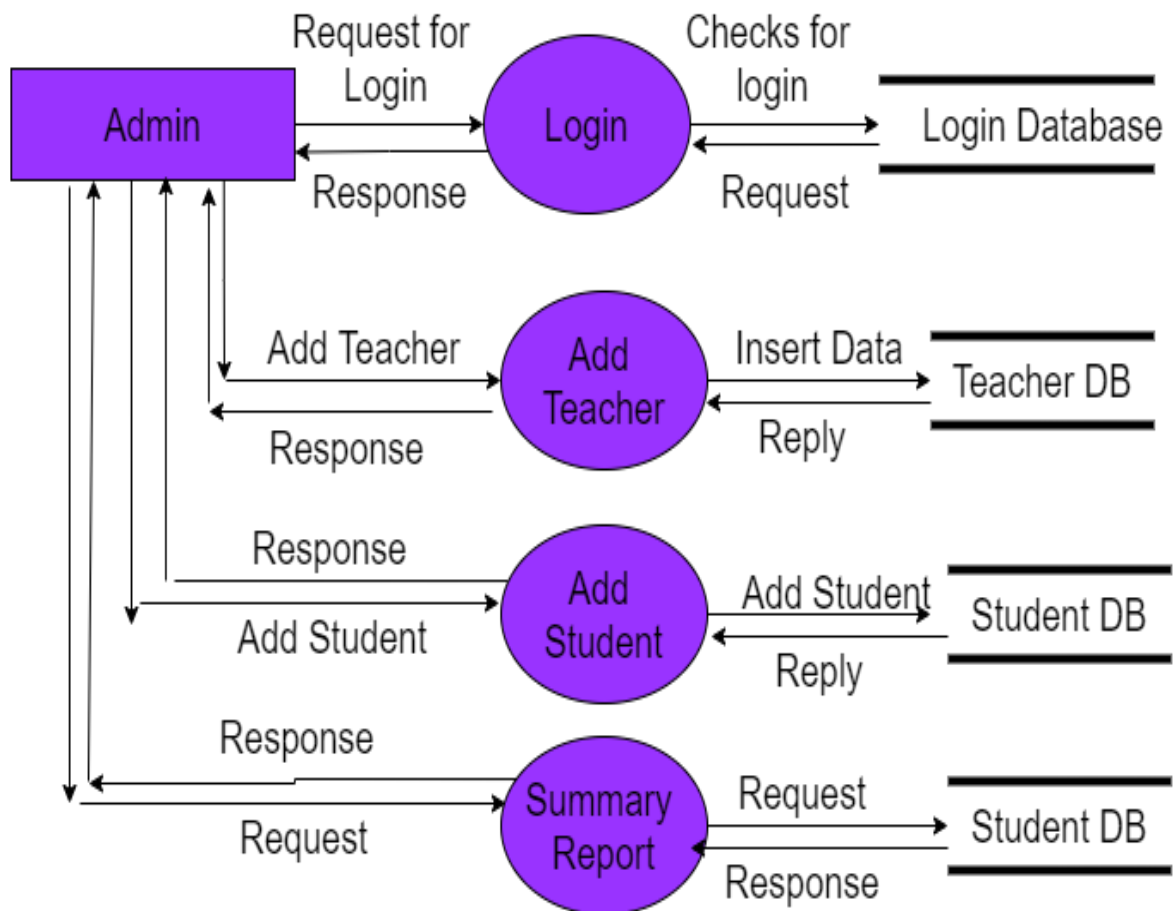 Request for
Login
Checks for
login
Admin
Login
Login Database
Response
Request
Add Teacher
Add
Teacher
Insert Data
Teacher DB
Response
Reply
Response
Add
Student
Add Student
Student DB
Add Student
Reply
Response
Summary
Report
Request
Student DB
Request
Response